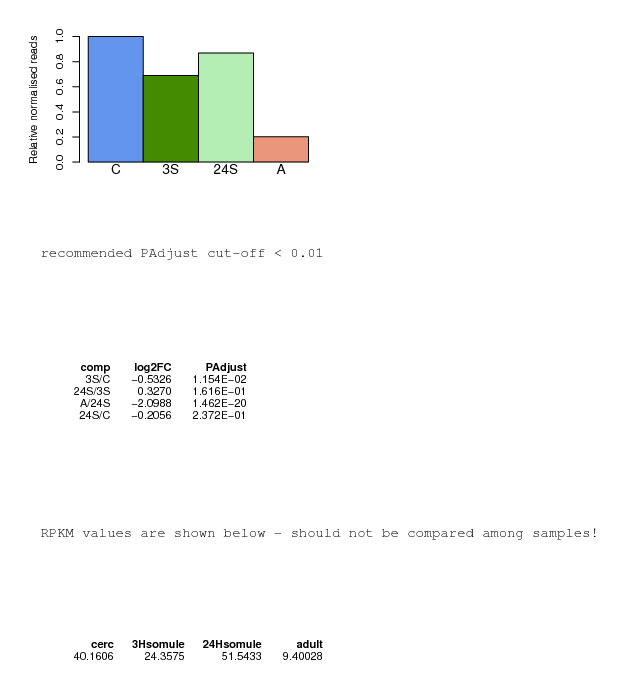 Relative normalised reads
1.0
0.8
0.6
0.4
0.2
0.0
C 3S 24S A
recommended PAdjust cut-off < 0.01
comp log2FC PAdjust
3S/C −0.5326 1.154E−02
24S/3S 0.3270 1.616E−01
A/24S −2.0988 1.462E−20
24S/C −0.2056 2.372E−01
RPKM values are shown below - should not be compared among samples!
cerc 3Hsomule 24Hsomule adult
40.1606 24.3575 51.5433 9.40028